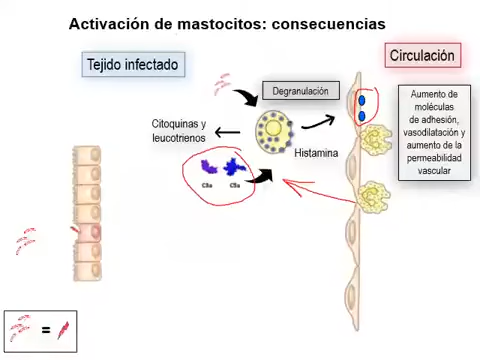 Activación de mastocitos: consecuencias
Tejido infectado
Circulación
Degranulación
Aumento de
moléculas
de adhesión,
vasodilatación y
aumento de la
permeabilidad
vascular
Citoquinas y
leucotrienos
Histamina
C3a C5a
=